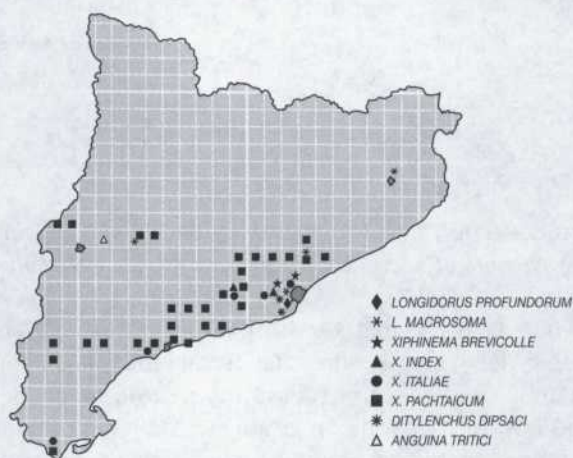 LONGIDORUS PROFUNDORUM
L. MACROSOMA
XIPHINEMA BREVICOLLE
X. INDEX
X. ITALIAE
X. PACHTAICUM
DITYLENCHUS DIPSACI
ANGUINA TRITICI